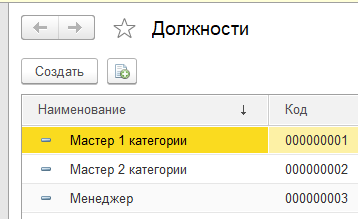 Должности
Создать
Наименование ↓ Код
Мастер 1 категории 000000001
Мастер 2 категории 000000002
Менеджер 000000003